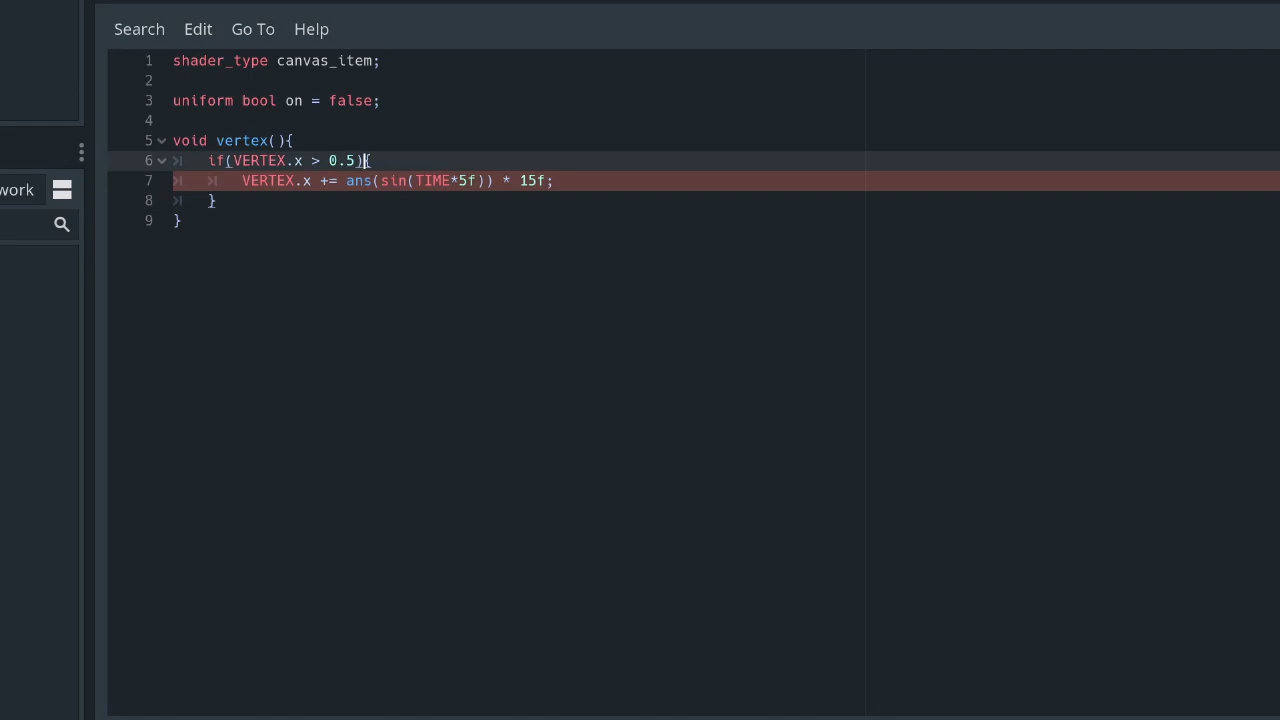 Search Edit Go To Help
1 shader_type canvas_item;
2
3 uniform bool on = false;
4
5 void vertex(){
6 if(VERTEX.x > 0.5){
7 VERTEX.x += ans(sin(TIME*5f)) * 15f;
8 }
9 }
work